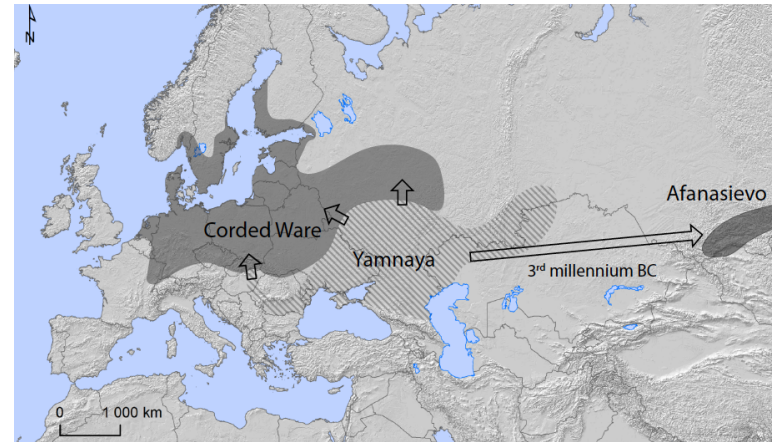 N
Afanasievo
Corded Ware
Yamnaya
3rd millennium BC
0 1 000 km